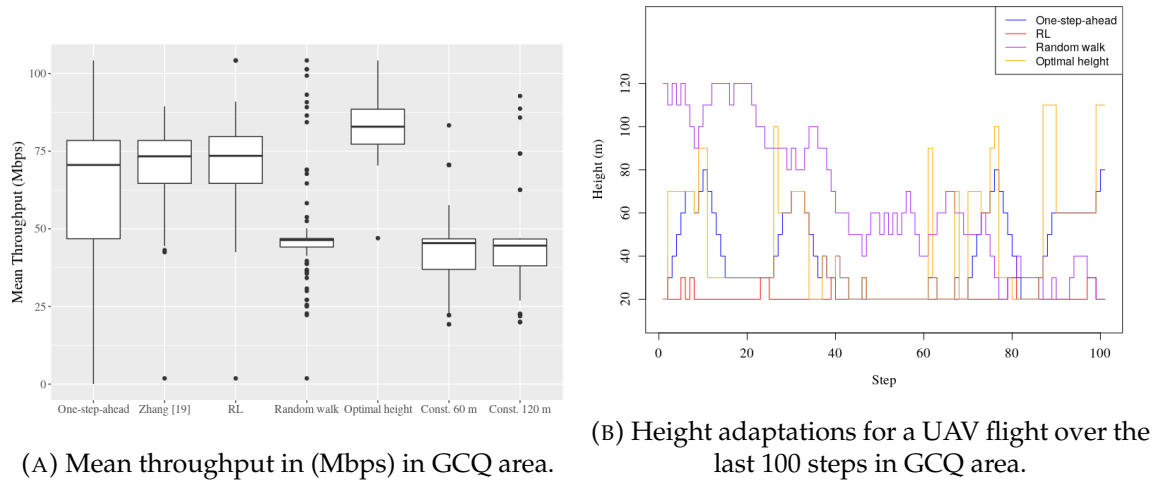 Mean Throughput (Mbps)
100
75
50
25
0
One-step-ahead
Zhang [19]
RL
Random walk
Optimal height
Const. 60 m
Const. 120 m
(A) Mean throughput in (Mbps) in GCQ area.
One-step-ahead
RL
Random walk
Optimal height
Height (m)
120
100
80
60
40
20
0
20
40
60
80
100
Step
(B) Height adaptations for a UAV flight over the
last 100 steps in GCQ area.